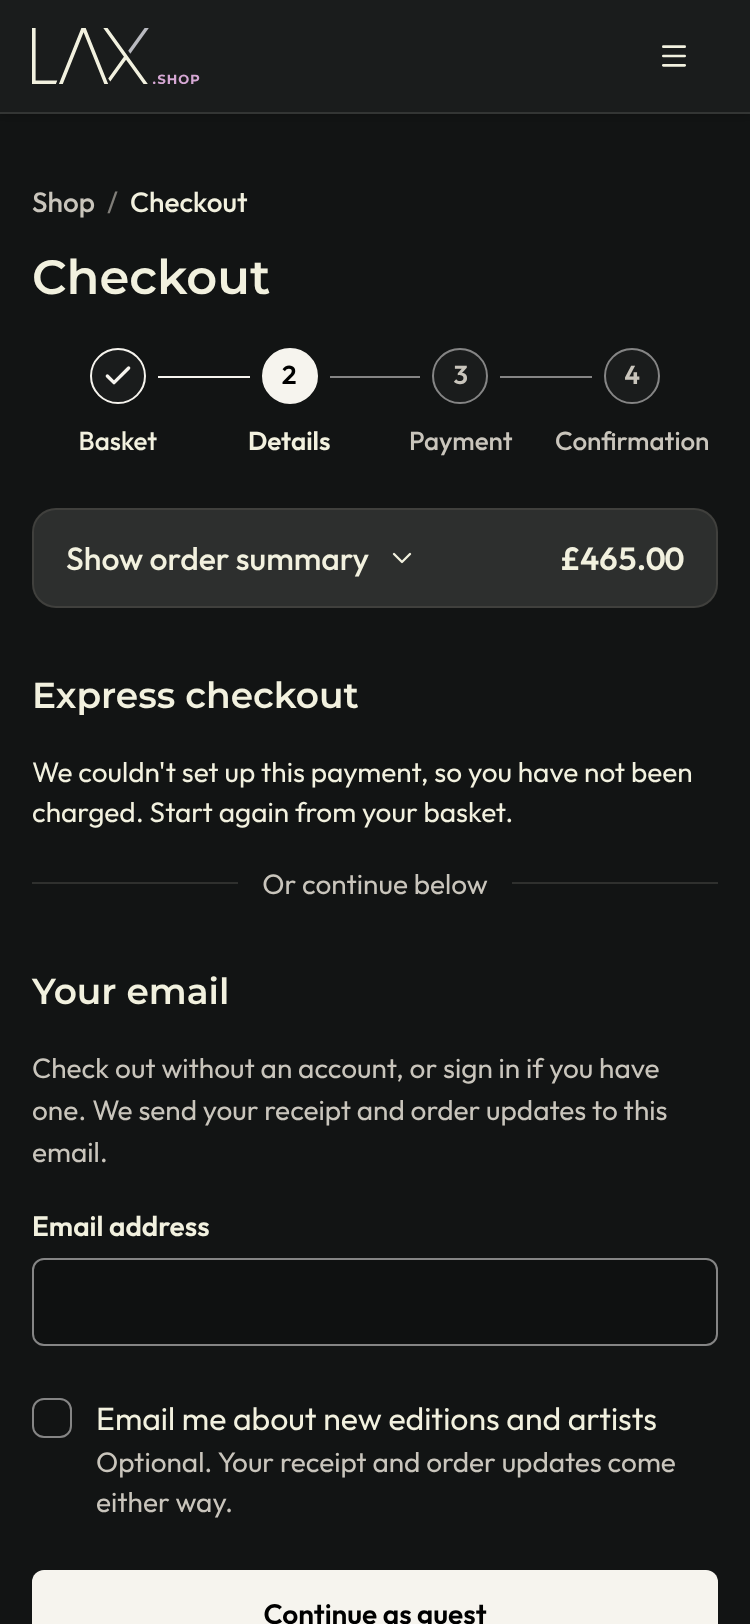 LAX.SHOP
Shop / Checkout
Checkout
2 3 4
Basket Details Payment Confirmation
Show order summary £465.00
Express checkout
We couldn't set up this payment, so you have not been
charged. Start again from your basket.
Or continue below
Your email
Check out without an account, or sign in if you have
one. We send your receipt and order updates to this
email.
Email address
Email me about new editions and artists
Optional. Your receipt and order updates come
either way.
Continue as guest